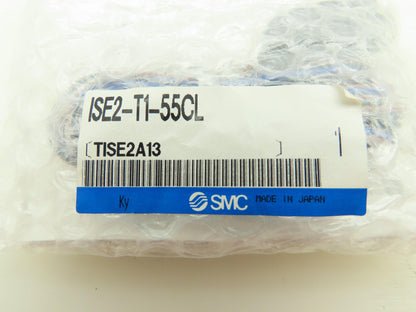 ISE2-T1-55CL
[TISE2A13 ] 1
Ky SMC MADE IN JAPAN